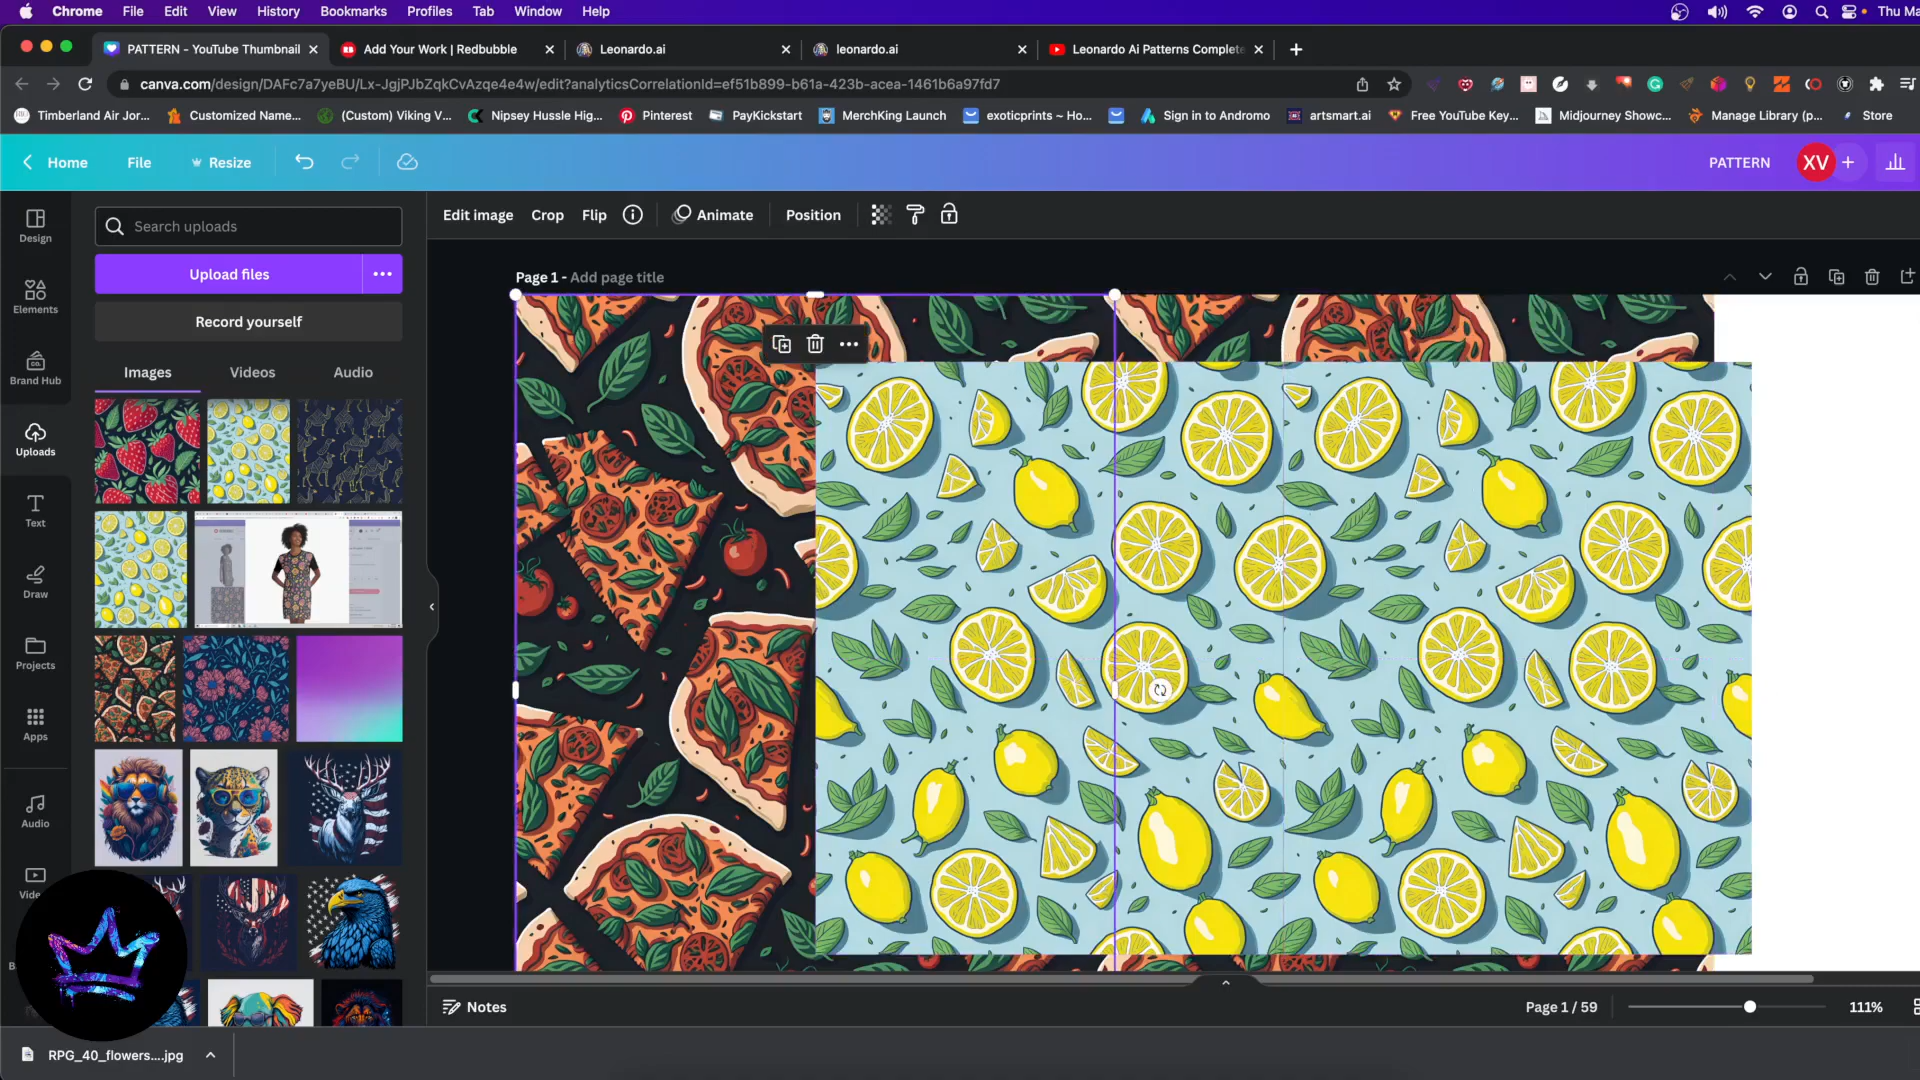 Chrome File Edit View History Bookmarks Profiles Tab Window Help Thu Ma
PATTERN - YouTube Thumbnail Add Your Work | Redbubble Leonardo.ai leonardo.ai Leonardo Ai Patterns Complete
canva.com/design/DAFc7a7yeBU/Lx-JgjPJbZqkCvAzqe4e4w/edit?analyticsCorrelationId=ef51b899-b61a-423b-acea-1461b6a97fd7
Timberland Air Jor... Customized Name... (Custom) Viking V... Nipsey Hussle Hig... Pinterest PayKickstart MerchKing Launch exoticprints ~ Ho... Sign in to Andromo artsmart.ai Free YouTube Key... Midjourney Showc... Manage Library (p... Store
Home File Resize PATTERN XV
Edit image Crop Flip Animate Position
Design
Search uploads
Upload files
Page 1 - Add page title
Elements
Record yourself
Brand Hub
Images Videos Audio
Uploads
Text
Draw
Projects
Apps
Audio
Vide
Notes Page 1 / 59 111%
RPG_40_flowers....jpg